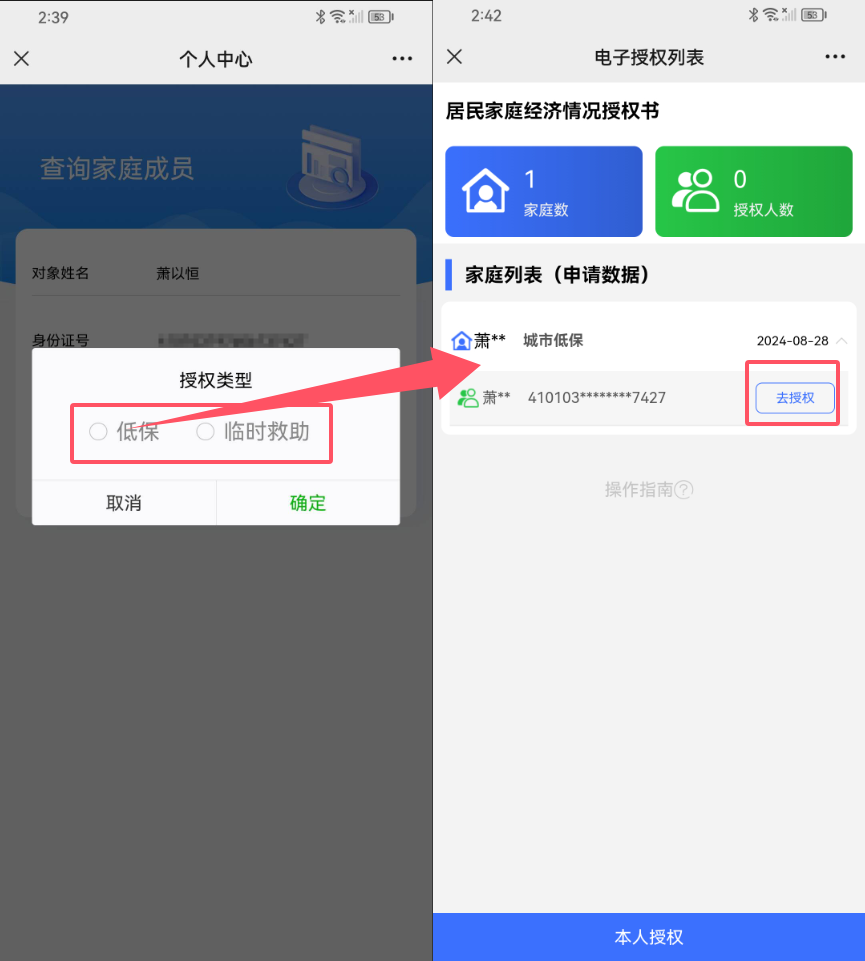 2:39
53
个人中心
查询家庭成员
对象姓名
萧以恒
身份证号
授权类型
低保
临时救助
取消
确定
2:42
53
电子授权列表
居民家庭经济情况授权书
1
家庭数
0
授权人数
家庭列表（申请数据）
萧** 城市低保 2024-08-28
萧** 410103********7427 去授权
操作指南?
本人授权